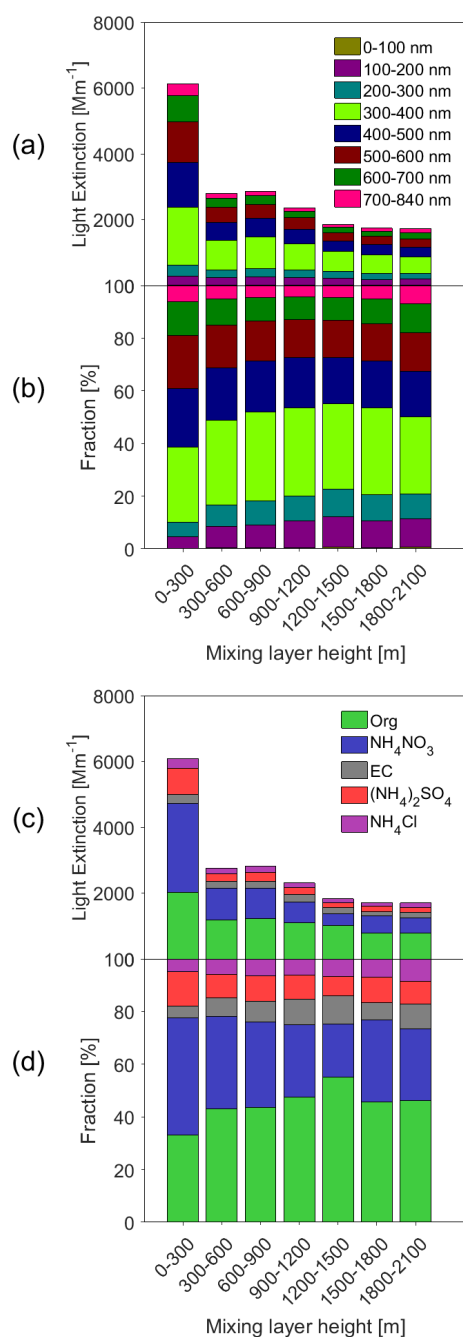 (a)
Light Extinction [Mm⁻¹]
8000
6000
4000
2000
0-100 nm
100-200 nm
200-300 nm
300-400 nm
400-500 nm
500-600 nm
600-700 nm
700-840 nm
(b)
Fraction [%]
100
80
60
40
20
0
0-300
300-600
600-900
900-1200
1200-1500
1500-1800
1800-2100
Mixing layer height [m]
(c)
Light Extinction [Mm⁻¹]
8000
6000
4000
2000
Org
NH₄NO₃
EC
(NH₄)₂SO₄
NH₄Cl
(d)
Fraction [%]
100
80
60
40
20
0
0-300
300-600
600-900
900-1200
1200-1500
1500-1800
1800-2100
Mixing layer height [m]